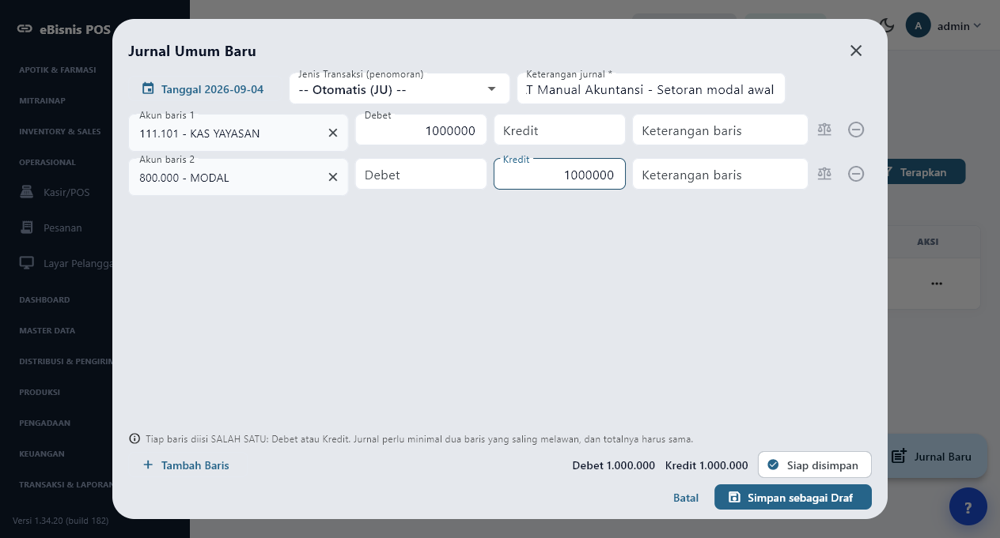 eBisnis POS
A
admin
APOTIK & FARMASI
MITRAINAP
INVENTORY & SALES
OPERASIONAL
Kasir/POS
Pesanan
Layar Pelangga
DASHBOARD
MASTER DATA
DISTRIBUSI & PENGIRIM
PRODUKSI
PENGADAAN
KEUANGAN
TRANSAKSI & LAPORAN
Versi 1.34.20 (build 182)
Jurnal Umum Baru
Tanggal 2026-09-04
Jenis Transaksi (penomoran)
-- Otomatis (JU) --
Keterangan jurnal *
T Manual Akuntansi - Setoran modal awal
Akun baris 1
111.101 - KAS YAYASAN
Debet
1000000
Kredit
Keterangan baris
Akun baris 2
800.000 - MODAL
Debet
Kredit
1000000
Keterangan baris
Tiap baris diisi SALAH SATU: Debet atau Kredit. Jurnal perlu minimal dua baris yang saling melawan, dan totalnya harus sama.
Tambah Baris
Debet 1.000.000
Kredit 1.000.000
Siap disimpan
Batal
Simpan sebagai Draf
Terapkan
AKSI
Jurnal Baru
?